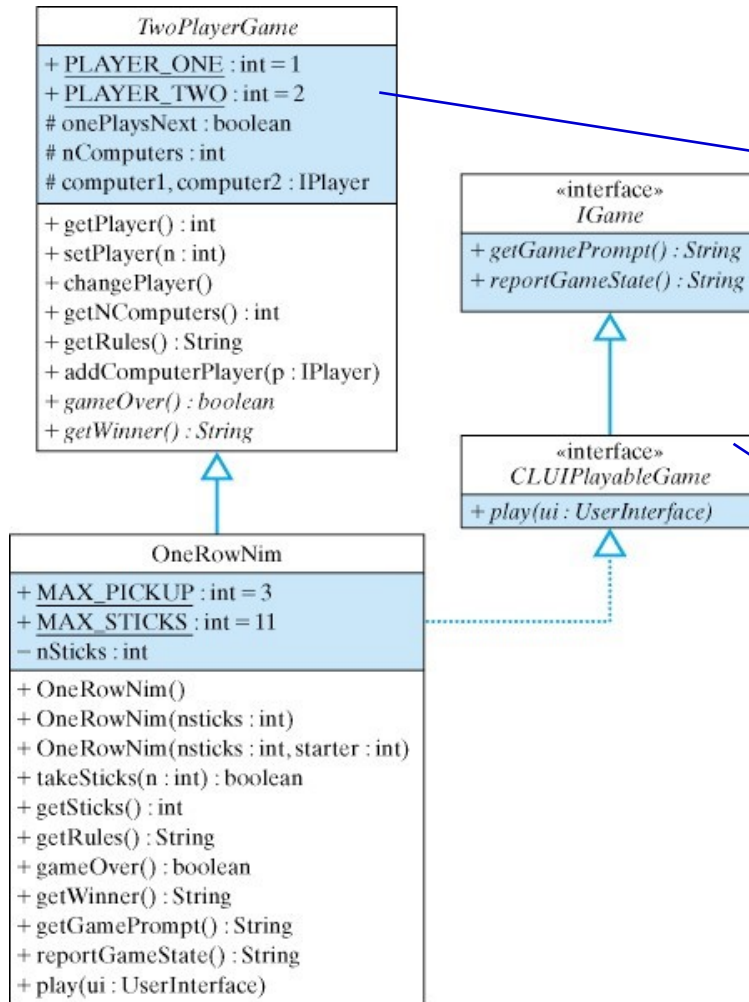 TwoPlayerGame
+ PLAYER_ONE : int = 1
+ PLAYER_TWO : int = 2
# onePlaysNext : boolean
# nComputers : int
# computer1, computer2 : IPlayer
+ getPlayer() : int
+ setPlayer(n : int)
+ changePlayer()
+ getNComputers() : int
+ getRules() : String
+ addComputerPlayer(p : IPlayer)
+ gameOver() : boolean
+ getWinner() : String
«interface»
IGame
+ getGamePrompt() : String
+ reportGameState() : String
«interface»
CLUIPlayableGame
+ play(ui : UserInterface)
OneRowNim
+ MAX_PICKUP : int = 3
+ MAX_STICKS : int = 11
− nSticks : int
+ OneRowNim()
+ OneRowNim(nsticks : int)
+ OneRowNim(nsticks : int, starter : int)
+ takeSticks(n : int) : boolean
+ getSticks() : int
+ getRules() : String
+ gameOver() : boolean
+ getWinner() : String
+ getGamePrompt() : String
+ reportGameState() : String
+ play(ui : UserInterface)